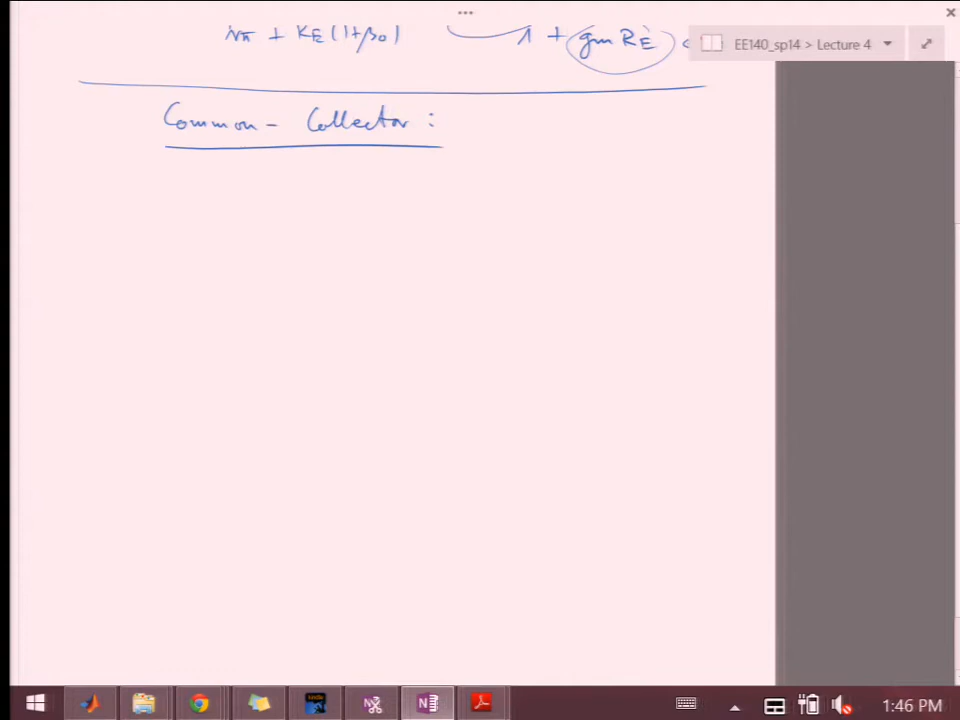 rπ + RE(1+β0) 1 + gm RE
EE140_sp14 > Lecture 4
Common - Collector :
1:46 PM